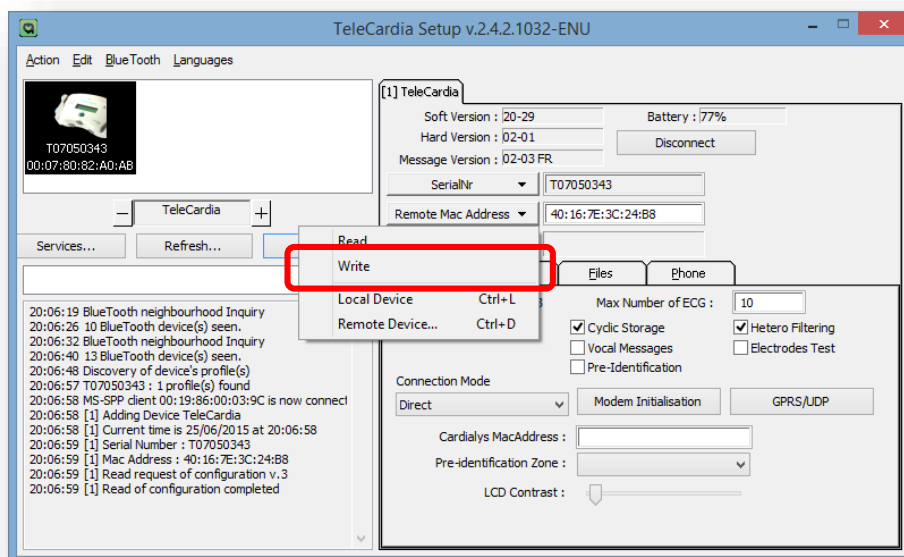 TeleCardia Setup v.2.4.2.1032-ENU
Action Edit BlueTooth Languages
T07050343
00:07:80:82:A0:AB
TeleCardia
Services...
Refresh...
20:06:19 BlueTooth neighbourhood Inquiry
20:06:26 10 BlueTooth device(s) seen.
20:06:32 BlueTooth neighbourhood Inquiry
20:06:40 13 BlueTooth device(s) seen.
20:06:48 Discovery of device's profile(s)
20:06:57 T07050343 : 1 profile(s) found
20:06:58 MS-SPP client 00:19:86:00:03:9C is now connect
20:06:58 [1] Adding Device TeleCardia
20:06:58 [1] Current time is 25/06/2015 at 20:06:58
20:06:59 [1] Serial Number : T07050343
20:06:59 [1] Mac Address : 40:16:7E:3C:24:B8
20:06:59 [1] Read request of configuration v.3
20:06:59 [1] Read of configuration completed
[1] TeleCardia
Soft Version : 20-29
Battery : 77%
Hard Version : 02-01
Disconnect
Message Version : 02-03 FR
SerialNr T07050343
Remote Mac Address 40:16:7E:3C:24:B8
Read
Write
Local Device Ctrl+L
Remote Device... Ctrl+D
Files Phone
Max Number of ECG : 10
Cyclic Storage Hetero Filtering
Vocal Messages Electrodes Test
Pre-Identification
Connection Mode
Direct Modem Initialisation GPRS/UDP
Cardialys MacAddress :
Pre-identification Zone :
LCD Contrast :